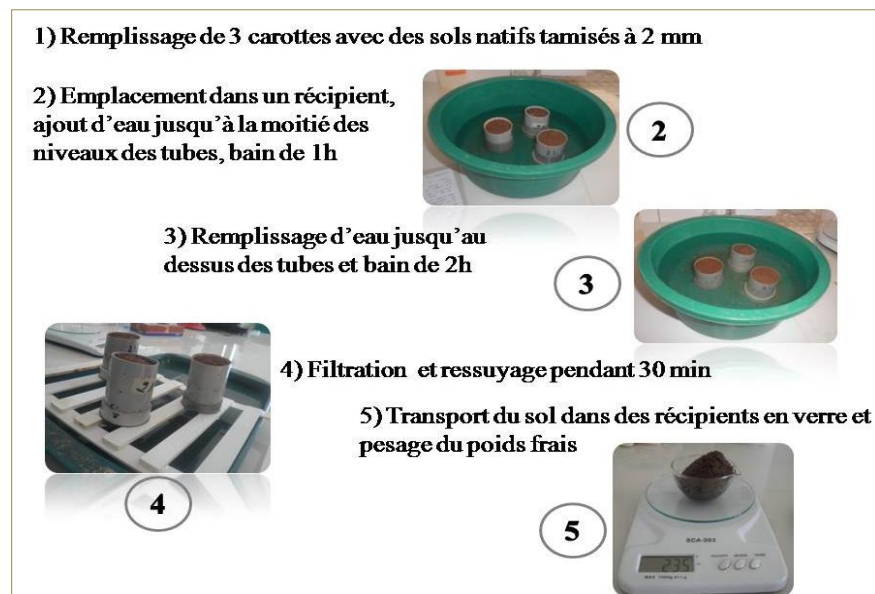 1) Remplissage de 3 carottes avec des sols natifs tamisés à 2 mm
2) Emplacement dans un récipient,
ajout d’eau jusqu’à la moitié des
niveaux des tubes, bain de 1h
2
3) Remplissage d’eau jusqu’au
dessus des tubes et bain de 2h
3
4) Filtration et ressuyage pendant 30 min
4
5) Transport du sol dans des récipients en verre et
pesage du poids frais
5
SCA-303
235